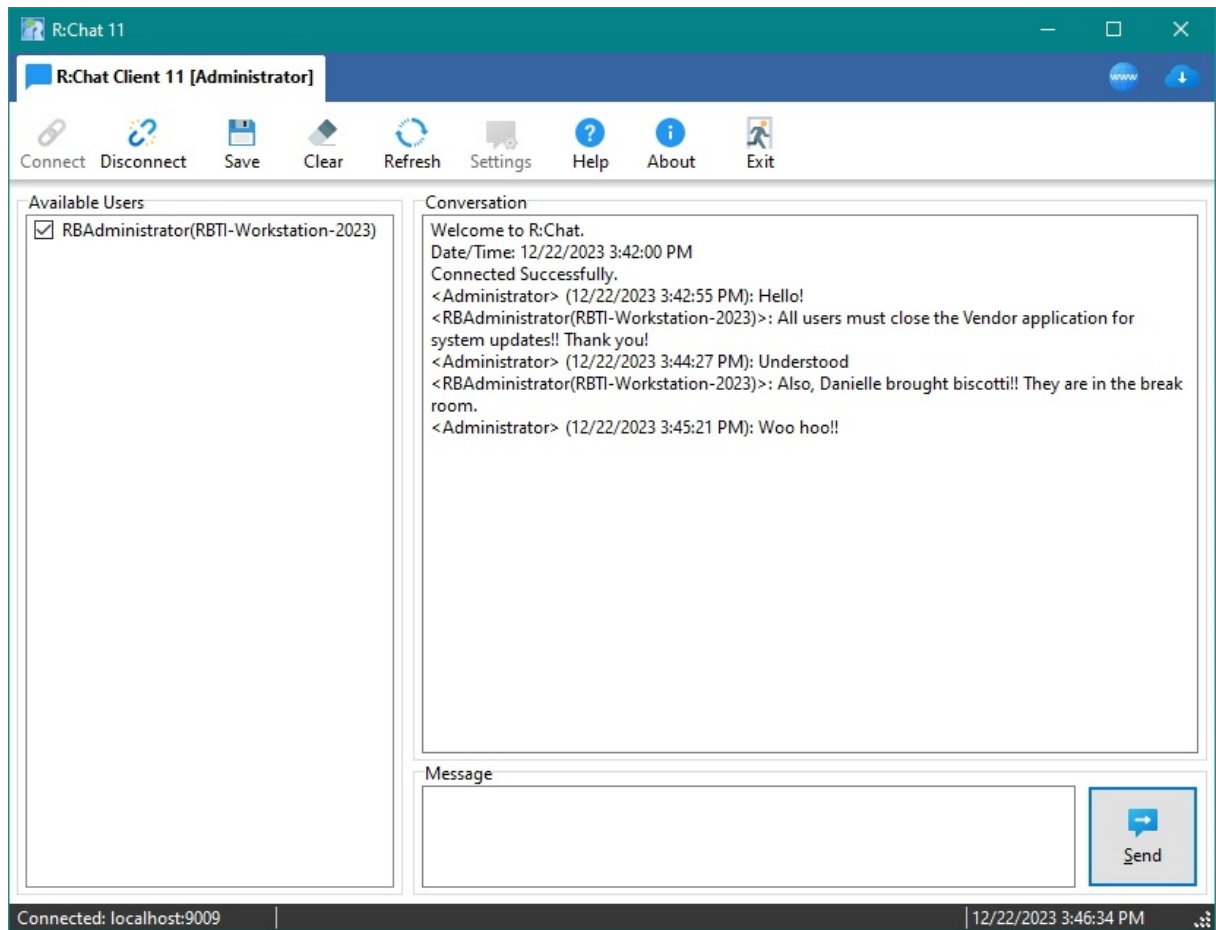 R:Chat 11
R:Chat Client 11 [Administrator]
www
Connect Disconnect Save Clear Refresh Settings Help About Exit
Available Users
RBAdministrator(RBTI-Workstation-2023)
Conversation
Welcome to R:Chat.
Date/Time: 12/22/2023 3:42:00 PM
Connected Successfully.
<Administrator> (12/22/2023 3:42:55 PM): Hello!
<RBAdministrator(RBTI-Workstation-2023)>: All users must close the Vendor application for
system updates!! Thank you!
<Administrator> (12/22/2023 3:44:27 PM): Understood
<RBAdministrator(RBTI-Workstation-2023)>: Also, Danielle brought biscotti!! They are in the break
room.
<Administrator> (12/22/2023 3:45:21 PM): Woo hoo!!
Message
Send
Connected: localhost:9009
12/22/2023 3:46:34 PM